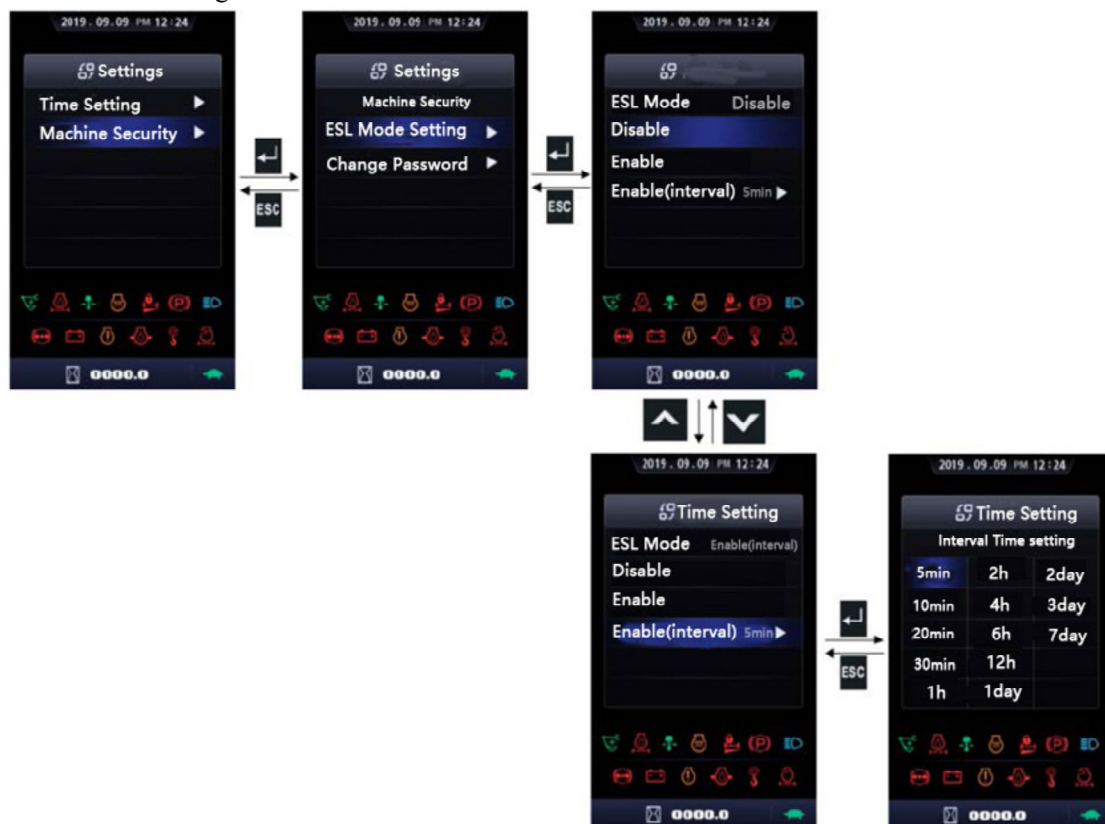 2019. 09.09 PM 12:24
Settings
Time Setting
Machine Security
0000.0
ESC
2019. 09.09 PM 12:24
Settings
Machine Security
ESL Mode Setting
Change Password
0000.0
ESC
2019. 09.09 PM 12:24
ESL Mode Disable
Disable
Enable
Enable(interval) 5min
0000.0
2019. 09.09 PM 12:24
Time Setting
ESL Mode Enable(interval)
Disable
Enable
Enable(interval) 5min
0000.0
ESC
2019. 09.09 PM 12:24
Time Setting
Interval Time setting
5min 2h 2day
10min 4h 3day
20min 6h 7day
30min 12h
1h 1day
0000.0